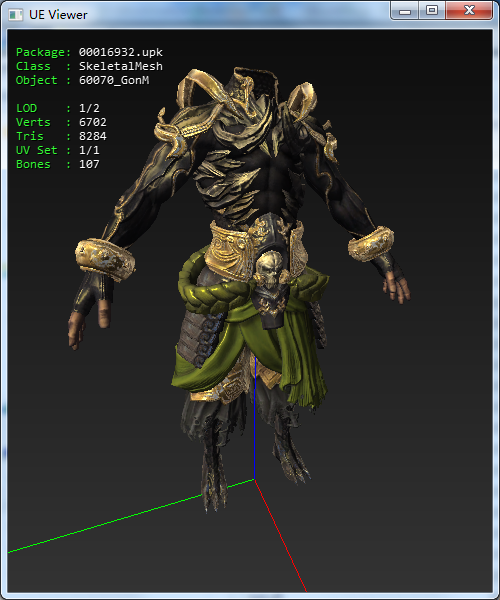 UE Viewer
Package: 00016932.upk
Class  : SkeletalMesh
Object : 60070_GonM
LOD    : 1/2
Verts  : 6702
Tris   : 8284
UV Set : 1/1
Bones  : 107